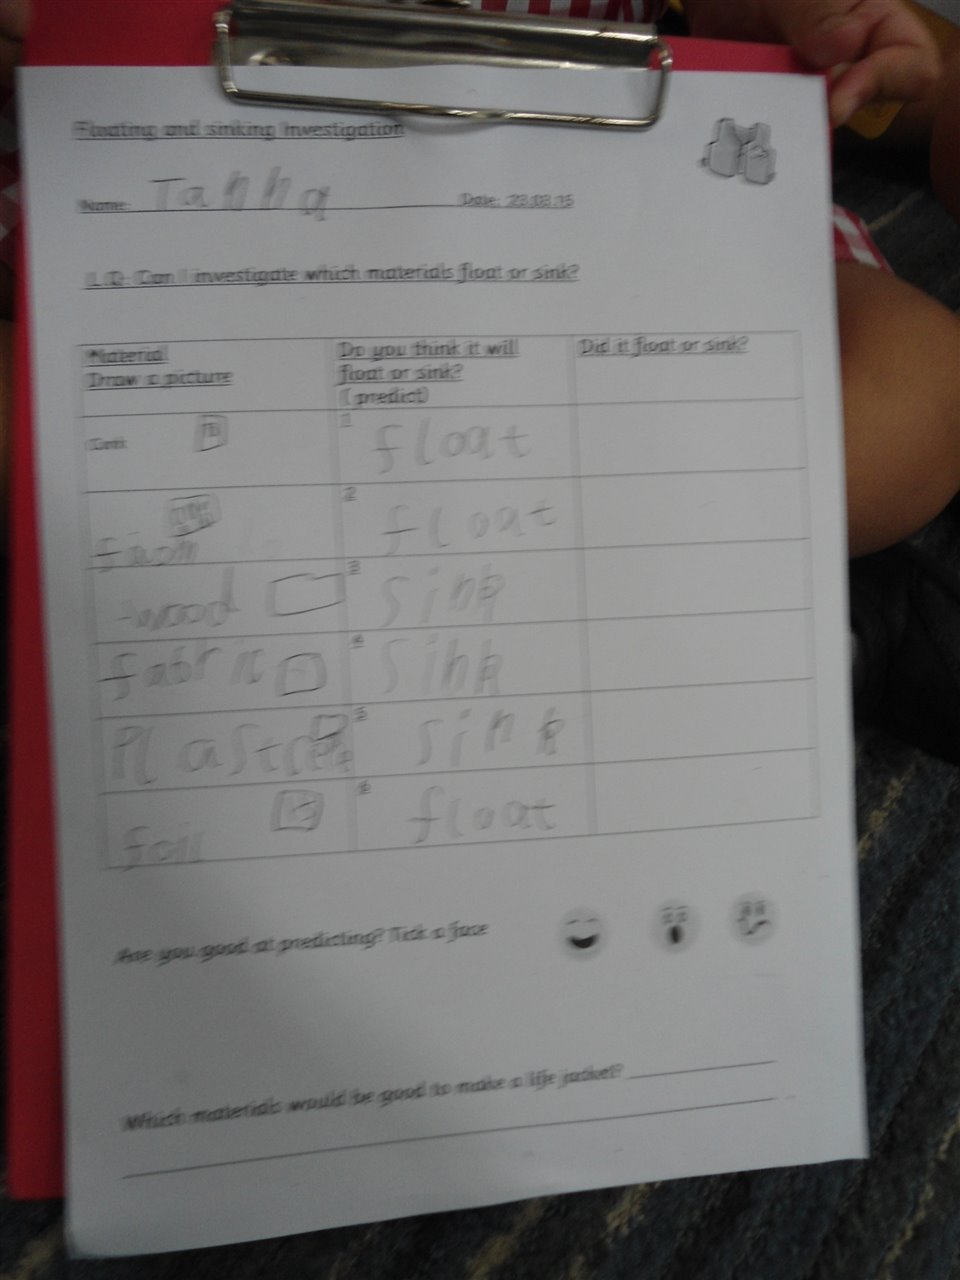 Floating and sinking investigation
Name: Tahha Date: 23.03.15
L.O: Can I investigate which materials float or sink?
Material
Draw a picture
Do you think it will
float or sink?
( predict)
Did it float or sink?
1 float
faon
2 float
wood
3 sink
fabric
4 sink
5 sink
foil
6 float
Are you good at predicting? Tick a face
Which materials would be good to make a life jacket?